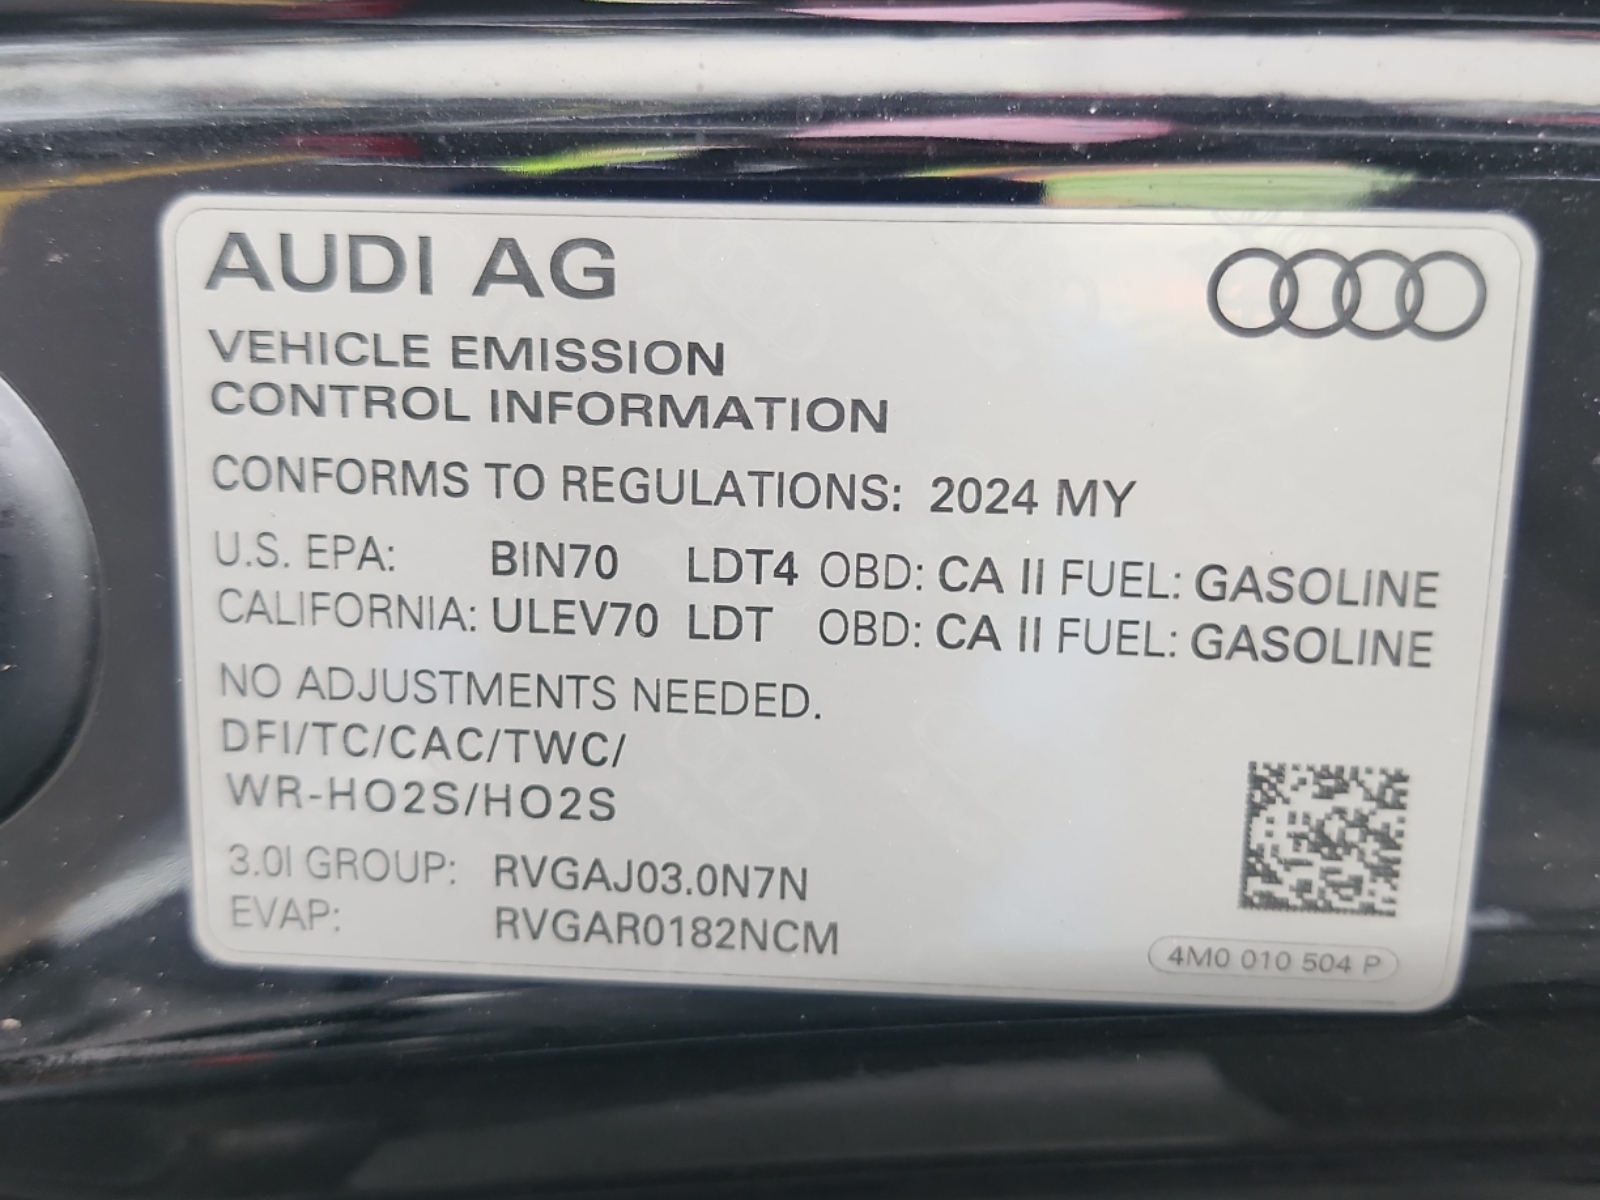 AUDI AG
VEHICLE EMISSION
CONTROL INFORMATION
CONFORMS TO REGULATIONS: 2024 MY
U.S. EPA: BIN70 LDT4 OBD: CA II FUEL: GASOLINE
CALIFORNIA: ULEV70 LDT OBD: CA II FUEL: GASOLINE
NO ADJUSTMENTS NEEDED.
DFI/TC/CAC/TWC/
WR-HO2S/HO2S
3.0l GROUP: RVGAJ03.0N7N
EVAP: RVGAR0182NCM
4M0 010 504 P